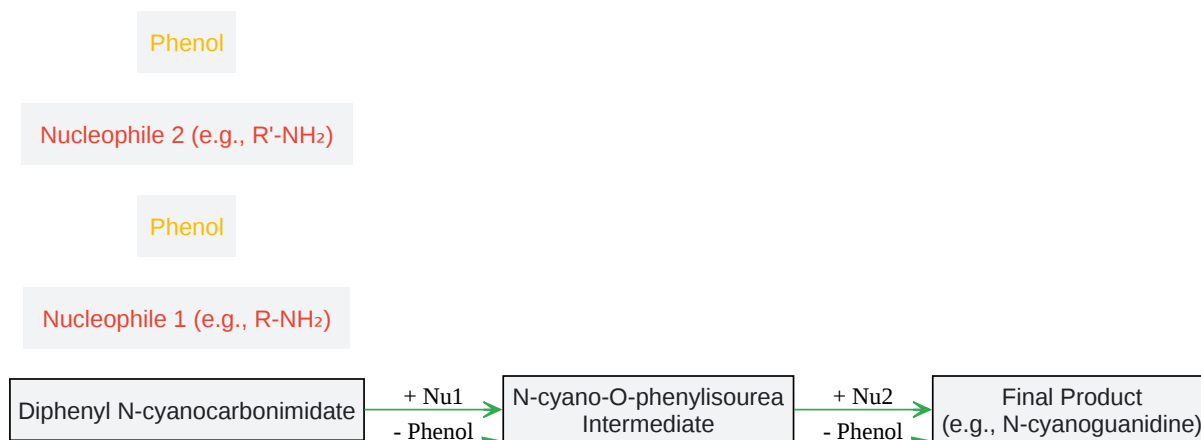 Phenol
Nucleophile 2 (e.g., R'-NH₂)
Phenol
Nucleophile 1 (e.g., R-NH₂)
Diphenyl N-cyanocarbonimidate
+ Nu1
- Phenol
N-cyano-O-phenylisourea
Intermediate
+ Nu2
- Phenol
Final Product
(e.g., N-cyanoguanidine)